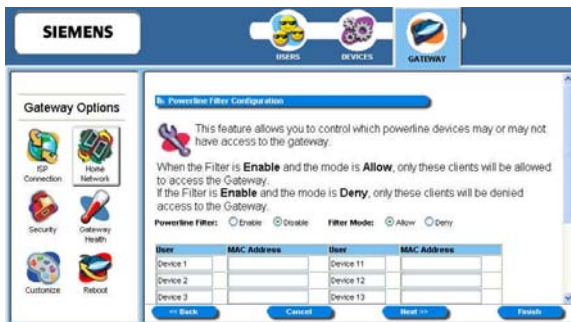 SIEMENS
USERS
DEVICES
GATEWAY
Gateway Options
ISP
Connection
Home
Network
Security
Gateway
Health
Customize
Reboot
Powerline Filter Configuration
This feature allows you to control which powerline devices may or may not
have access to the gateway.
When the Filter is Enable and the mode is Allow, only these clients will be allowed
to access the Gateway.
If the Filter is Enable and the mode is Deny, only these clients will be denied
access to the Gateway.
Powerline Filter: Enable Disable Filter Mode: Allow Deny
User MAC Address User MAC Address
Device 1 Device 11
Device 2 Device 12
Device 3 Device 13
<< Back Cancel Next >> Finish